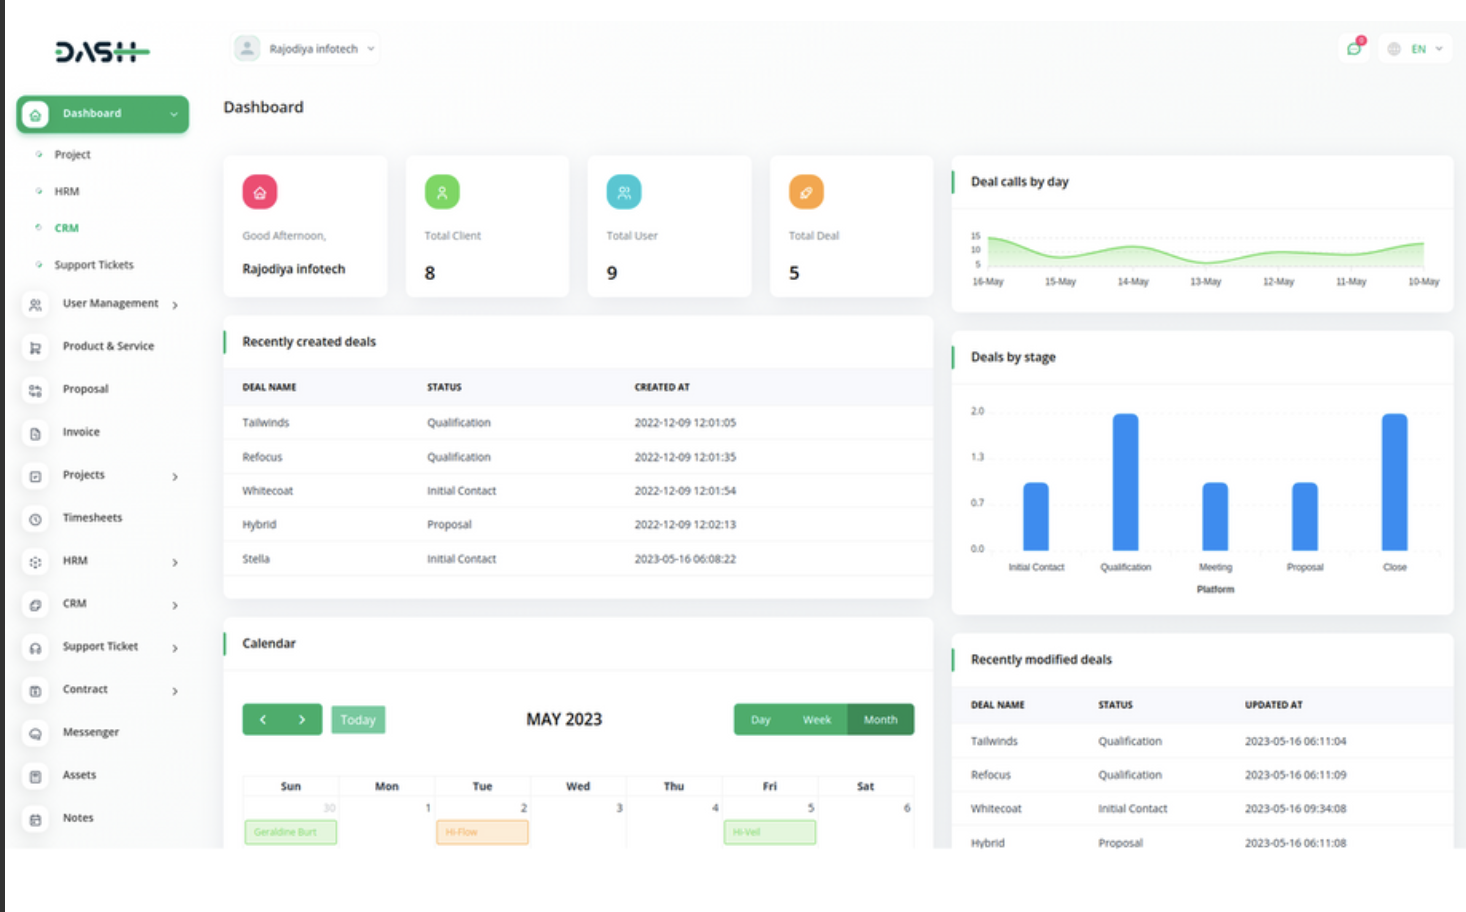 DASH
Rajodiya infotech
0
EN
Dashboard
Project
HRM
CRM
Support Tickets
User Management
Product & Service
Proposal
Invoice
Projects
Timesheets
HRM
CRM
Support Ticket
Contract
Messenger
Assets
Notes
Dashboard
Good Afternoon,
Rajodiya infotech
Total Client
8
Total User
9
Total Deal
5
Recently created deals
DEAL NAME STATUS CREATED AT
Tailwinds Qualification 2022-12-09 12:01:05
Refocus Qualification 2022-12-09 12:01:35
Whitecoat Initial Contact 2022-12-09 12:01:54
Hybrid Proposal 2022-12-09 12:02:13
Stella Initial Contact 2023-05-16 06:08:22
Calendar
Today
MAY 2023
Day Week Month
Sun Mon Tue Wed Thu Fri Sat
30 1 2 3 4 5 6
Geraldine Burt Hi-Flow Hi-Veil
Deal calls by day
15
10
5
16-May 15-May 14-May 13-May 12-May 11-May 10-May
Deals by stage
2.0
1.3
0.7
0.0
Initial Contact Qualification Meeting Proposal Close
Platform
Recently modified deals
DEAL NAME STATUS UPDATED AT
Tailwinds Qualification 2023-05-16 06:11:04
Refocus Qualification 2023-05-16 06:11:09
Whitecoat Initial Contact 2023-05-16 09:34:08
Hybrid Proposal 2023-05-16 06:11:08